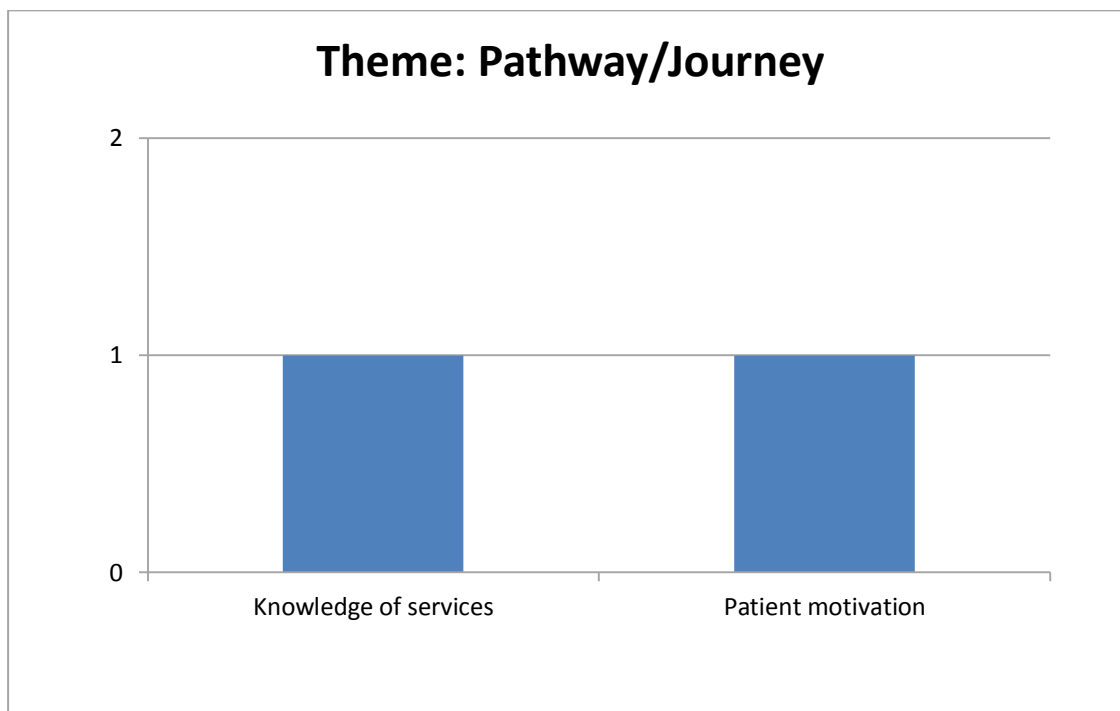 Theme: Pathway/Journey
2
1
0
Knowledge of services
Patient motivation